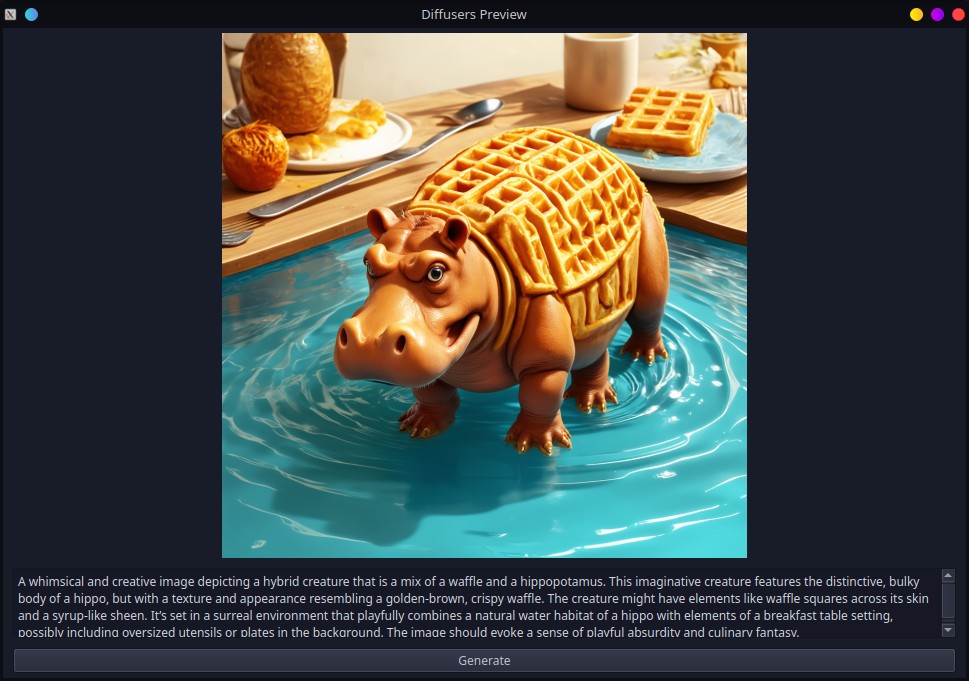 Diffusers Preview
A whimsical and creative image depicting a hybrid creature that is a mix of a waffle and a hippopotamus. This imaginative creature features the distinctive, bulky
body of a hippo, but with a texture and appearance resembling a golden-brown, crispy waffle. The creature might have elements like waffle squares across its skin
and a syrup-like sheen. It's set in a surreal environment that playfully combines a natural water habitat of a hippo with elements of a breakfast table setting,
possibly including oversized utensils or plates in the background. The image should evoke a sense of playful absurdity and culinary fantasy.
Generate